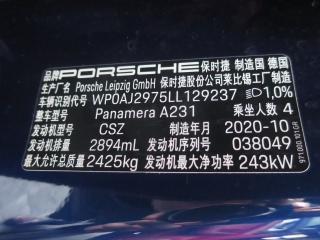 品牌 PORSCHE 保时捷 制造国 德国
生产厂名 Porsche Leipzig GmbH 保时捷股份公司莱比锡工厂制造
车辆识别代号 WP0AJ2975LL129237 1,0%
整车型号 Panamera A231 乘坐人数 4
发动机型号 CSZ 制造年月 2020-10
发动机排量 2894mL 发动机序列号 038049
最大允许总质量 2425kg 发动机最大净功率 243kW